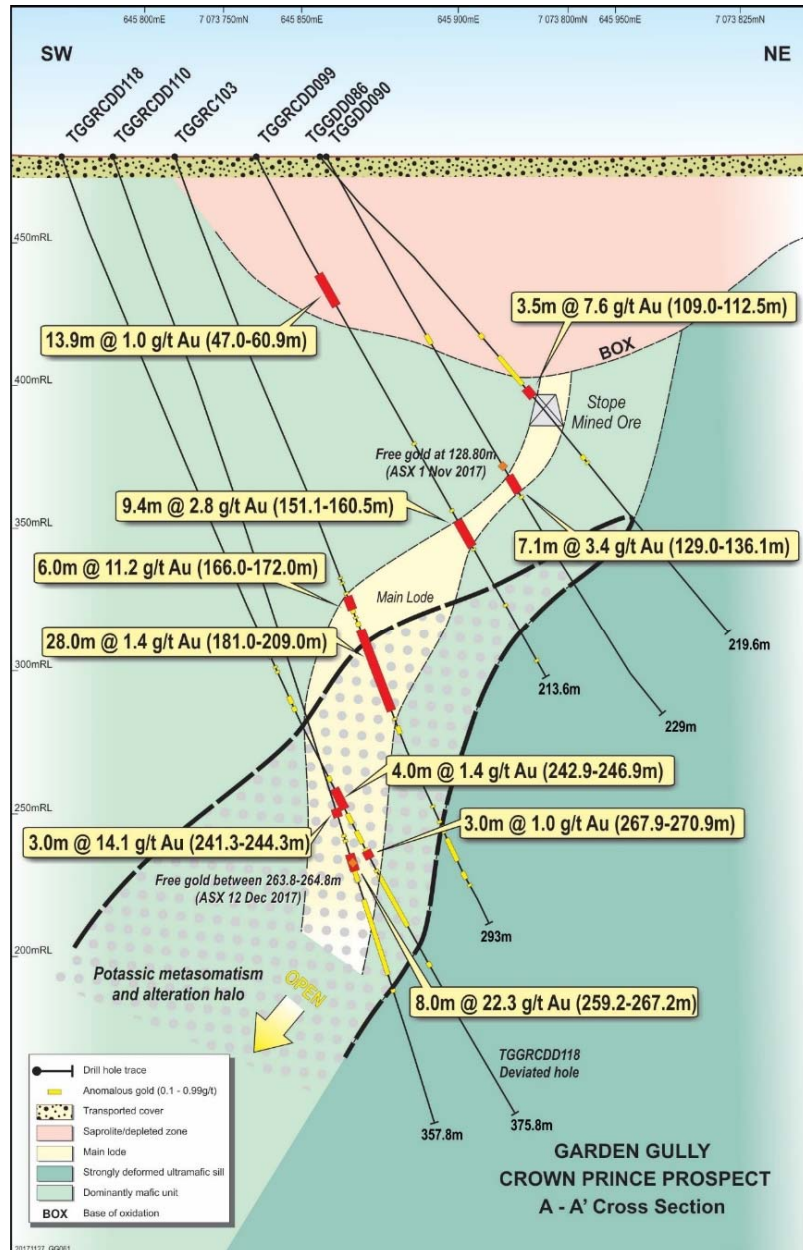 645 800mE
7 073 750mN
645 850mE
645 900mE
7 073 800mN
645 950mE
7 073 825mN
SW
NE
TGGRCDD118
TGGRCDD110
TGGRC103
TGGRCDD099
TGGDD086
TGGDD090
450mRL
3.5m @ 7.6 g/t Au (109.0-112.5m)
13.9m @ 1.0 g/t Au (47.0-60.9m)
BOX
400mRL
Stope
Mined Ore
Free gold at 128.80m
(ASX 1 Nov 2017)
9.4m @ 2.8 g/t Au (151.1-160.5m)
7.1m @ 3.4 g/t Au (129.0-136.1m)
350mRL
6.0m @ 11.2 g/t Au (166.0-172.0m)
Main Lode
28.0m @ 1.4 g/t Au (181.0-209.0m)
219.6m
300mRL
213.6m
229m
4.0m @ 1.4 g/t Au (242.9-246.9m)
250mRL
3.0m @ 1.0 g/t Au (267.9-270.9m)
3.0m @ 14.1 g/t Au (241.3-244.3m)
Free gold between 263.8-264.8m
(ASX 12 Dec 2017)
293m
200mRL
Potassic metasomatism
and alteration halo
OPEN
8.0m @ 22.3 g/t Au (259.2-267.2m)
TGGRCDD118
Deviated hole
375.8m
357.8m
Drill hole trace
Anomalous gold (0.1 - 0.99g/t)
Transported cover
Saprolite/depleted zone
Main lode
Strongly deformed ultramafic sill
Dominantly mafic unit
BOX Base of oxidation
GARDEN GULLY
CROWN PRINCE PROSPECT
A - A' Cross Section
20171127_GG061